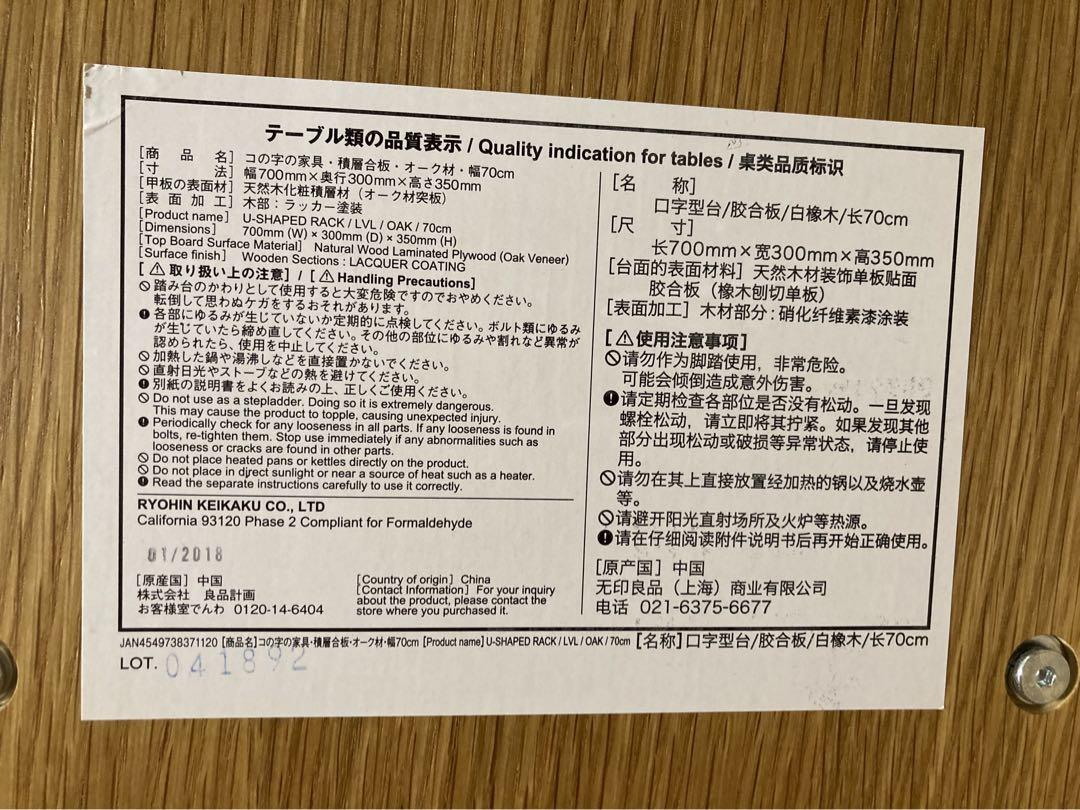 テーブル類の品質表示 / Quality indication for tables / 桌类品质标识
[商品名] コの字の家具・積層合板・オーク材・幅70cm
[寸法] 幅700mm×奥行300mm×高さ350mm
[甲板の表面材] 天然木化粧積層材（オーク材突板）
[表面加工] 木部：ラッカー塗装
[Product name] U-SHAPED RACK / LVL / OAK / 70cm
[Dimensions] 700mm (W) × 300mm (D) × 350mm (H)
[Top Board Surface Material] Natural Wood Laminated Plywood (Oak Veneer)
[Surface finish] Wooden Sections : LACQUER COATING
[⚠取り扱い上の注意] / [⚠Handling Precautions]
踏み台のかわりとして使用すると大変危険ですのでおやめください。
転倒して思わぬケガをするおそれがあります。
各部にゆるみが生じていないか定期的に点検してください。ボルト類にゆるみ
が生じていたら締め直してください。その他の部位にゆるみや割れなど異常が
認められたら、使用を中止してください。
加熱した鍋や湯沸しなどを直接置かないでください。
直射日光やストーブなどの熱を避けてください。
別紙の説明書をよくお読みの上、正しくご使用ください。
Do not use as a stepladder. Doing so it is extremely dangerous.
This may cause the product to topple, causing unexpected injury.
Periodically check for any looseness in all parts. If any looseness is found in
bolts, re-tighten them. Stop use immediately if any abnormalities such as
looseness or cracks are found in other parts.
Do not place heated pans or kettles directly on the product.
Do not place in direct sunlight or near a source of heat such as a heater.
Read the separate instructions carefully to use it correctly.
RYOHIN KEIKAKU CO., LTD
California 93120 Phase 2 Compliant for Formaldehyde
01/2018
[原産国] 中国
株式会社 良品計画
お客様室でんわ 0120-14-6404
[Country of origin] China
[Contact Information] For your inquiry
about the product, please contact the
store where you purchased it.
[名称]
口字型台/胶合板/白橡木/长70cm
[尺寸]
长700mm×宽300mm×高350mm
[台面的表面材料] 天然木材装饰单板贴面
胶合板（橡木刨切单板）
[表面加工] 木材部分：硝化纤维素漆涂装
[⚠使用注意事项]
请勿作为脚踏使用，非常危险。
可能会倾倒造成意外伤害。
请定期检查各部位是否没有松动。一旦发现
螺栓松动，请立即将其拧紧。如果发现其他
部分出现松动或破损等异常状态，请停止使
用。
请勿在其上直接放置经加热的锅以及烧水壶
等。
请避开阳光直射场所及火炉等热源。
请在仔细阅读附件说明书后再开始正确使用。
[原产国] 中国
无印良品（上海）商业有限公司
电话 021-6375-6677
JAN4549738371120 [商品名]コの字の家具・積層合板・オーク材・幅70cm [Product name] U-SHAPED RACK / LVL / OAK / 70cm [名称]口字型台/胶合板/白橡木/长70cm
LOT. 041892